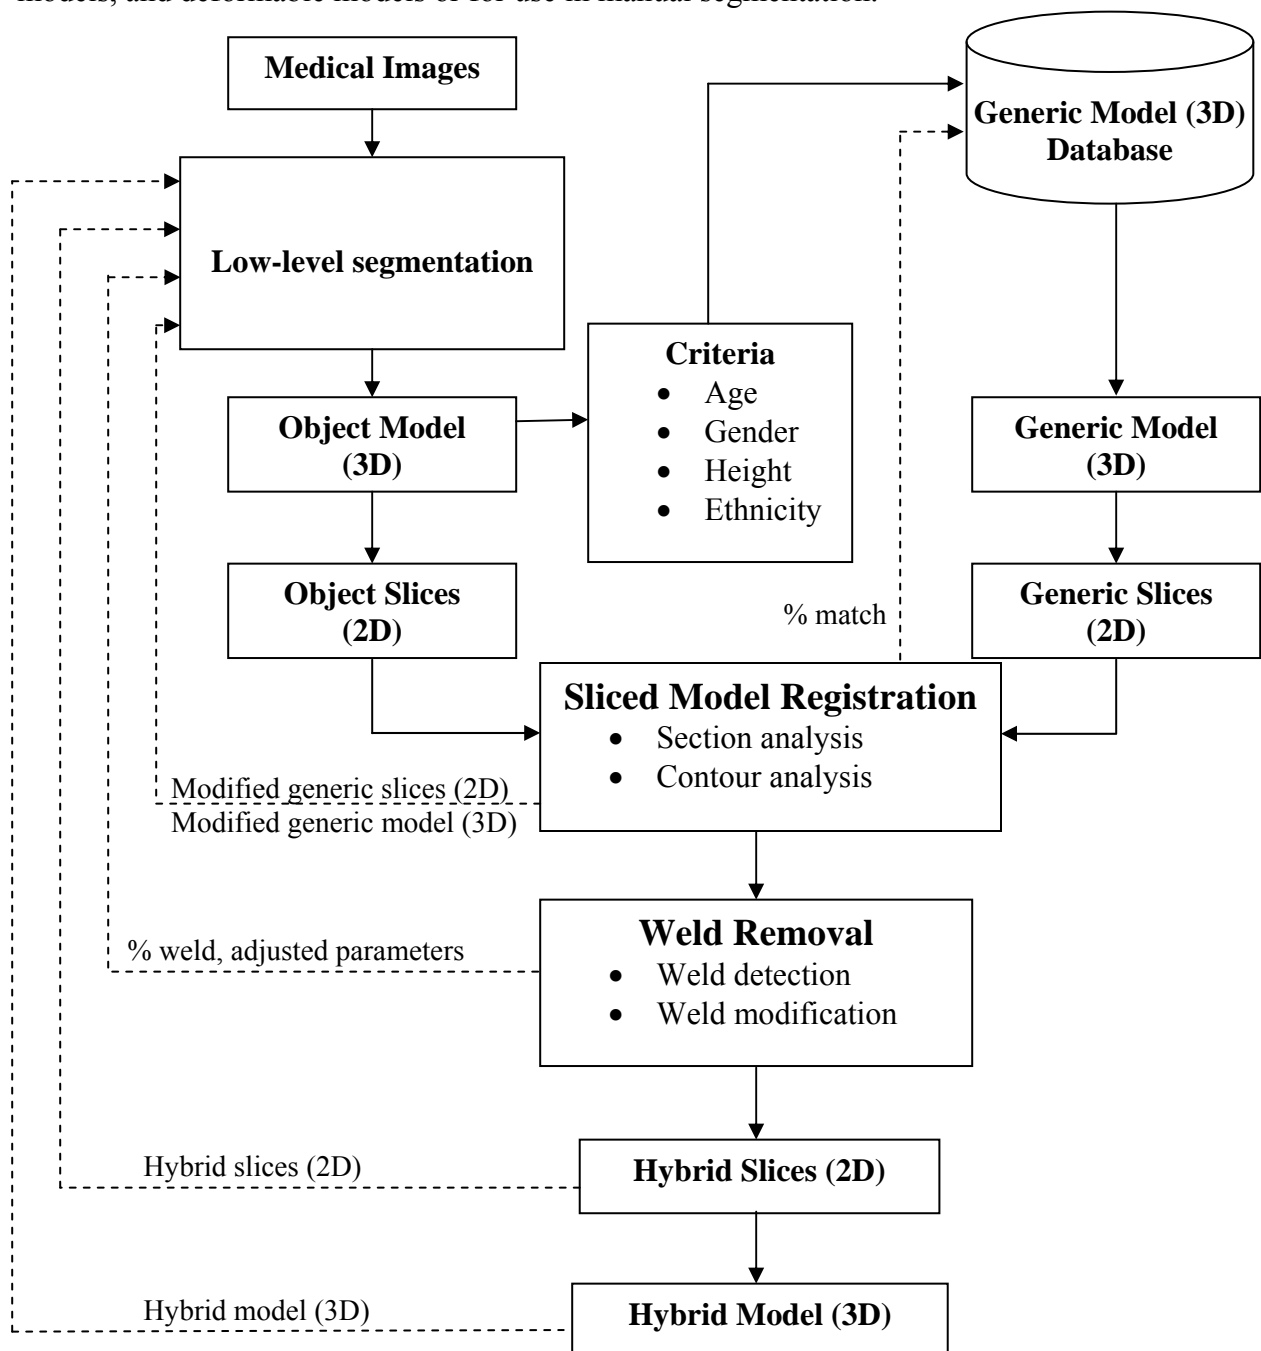 models, and deformable models or for use in manual segmentation.
Medical Images
Generic Model (3D)
Database
Low-level segmentation
Criteria
• Age
• Gender
• Height
• Ethnicity
Object Model
(3D)
Generic Model
(3D)
Object Slices
(2D)
Generic Slices
(2D)
% match
Sliced Model Registration
• Section analysis
• Contour analysis
Modified generic slices (2D)
Modified generic model (3D)
Weld Removal
• Weld detection
• Weld modification
% weld, adjusted parameters
Hybrid slices (2D)
Hybrid Slices (2D)
Hybrid model (3D)
Hybrid Model (3D)